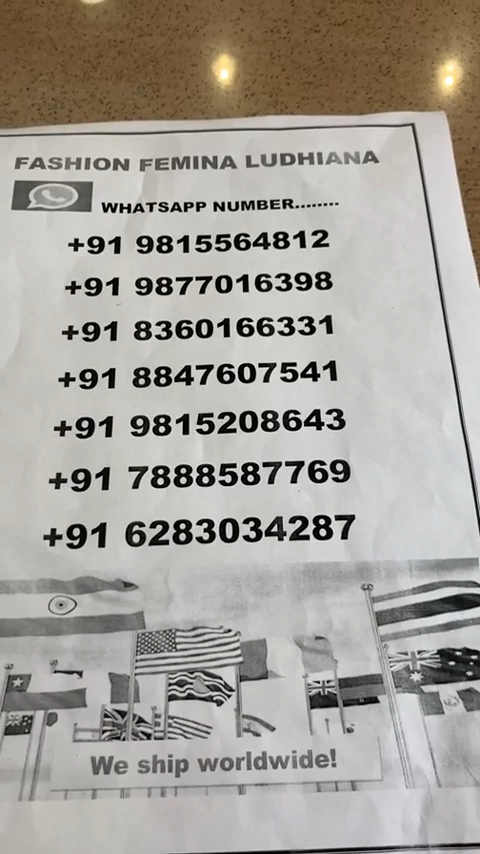 FASHION FEMINA LUDHIANA
WHATSAPP NUMBER........
+91 9815564812
+91 9877016398
+91 8360166331
+91 8847607541
+91 9815208643
+91 7888587769
+91 6283034287
We ship worldwide!